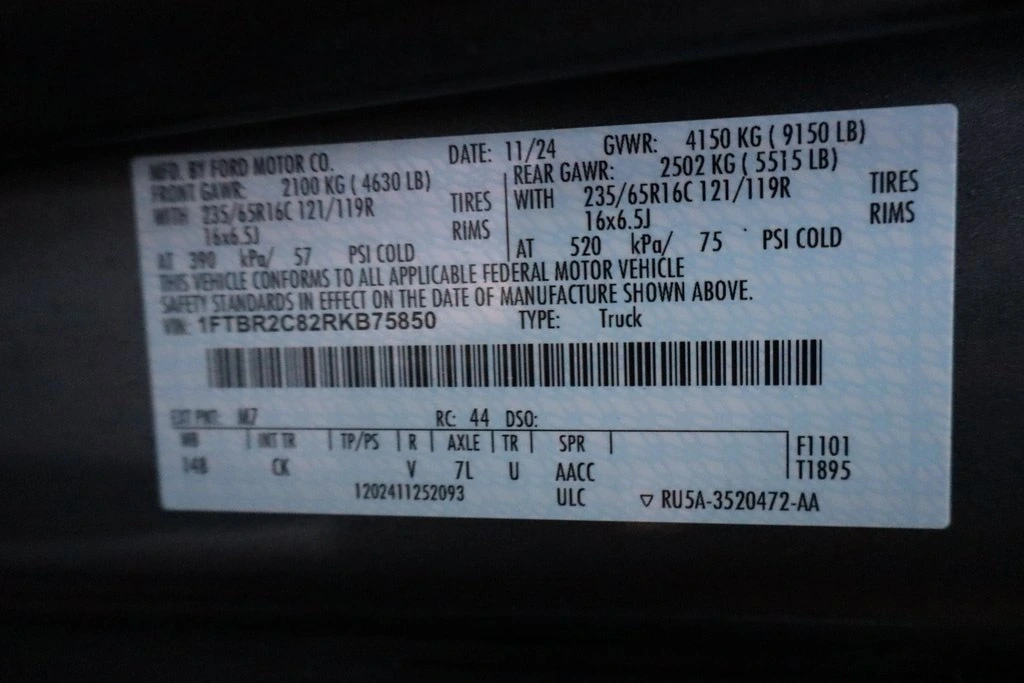 MFD. BY FORD MOTOR CO. DATE: 11/24 GVWR: 4150 KG ( 9150 LB)
FRONT GAWR: 2100 KG ( 4630 LB) REAR GAWR: 2502 KG ( 5515 LB)
WITH 235/65R16C 121/119R TIRES WITH 235/65R16C 121/119R TIRES
16x6.5J RIMS 16x6.5J RIMS
AT 390 kPa/ 57 PSI COLD AT 520 kPa/ 75 PSI COLD
THIS VEHICLE CONFORMS TO ALL APPLICABLE FEDERAL MOTOR VEHICLE
SAFETY STANDARDS IN EFFECT ON THE DATE OF MANUFACTURE SHOWN ABOVE.
VIN: 1FTBR2C82RKB75850 TYPE: Truck
EXT PNT: M7 RC: 44 DSO:
WB INT TR TP/PS R AXLE TR SPR F1101
148 CK V 7L U AACC T1895
1202411252093 ULC ▽ RU5A-3520472-AA